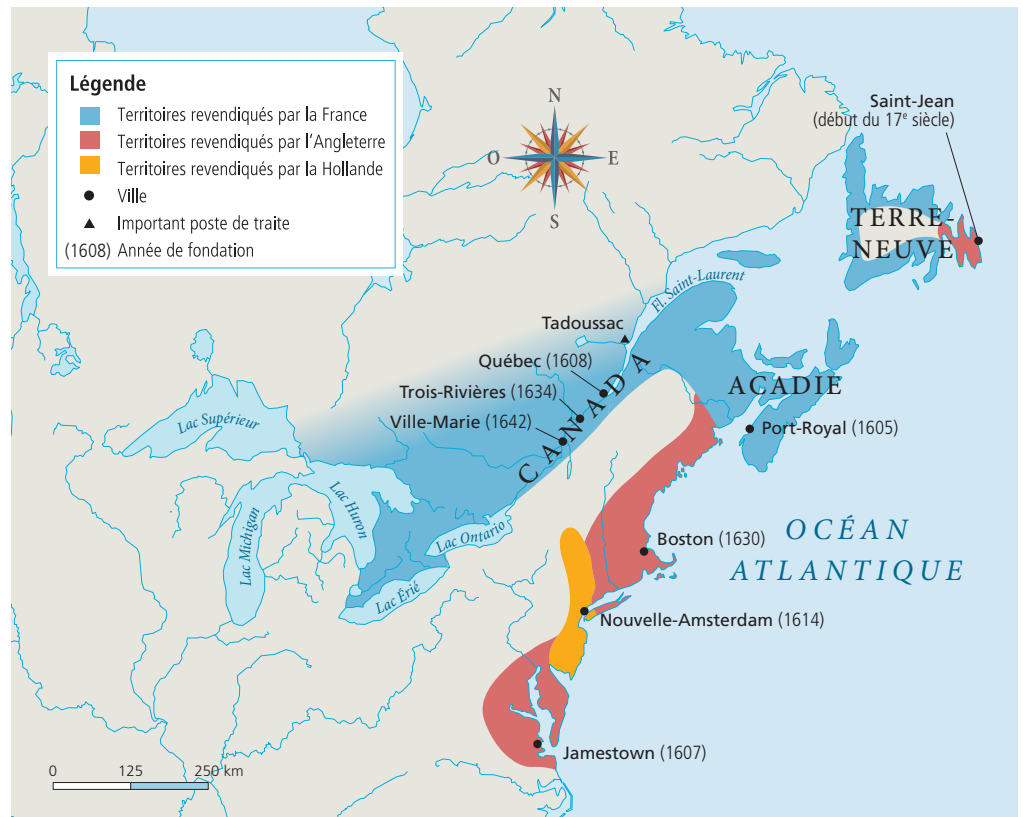 Légende
Territoires revendiqués par la France
Territoires revendiqués par l'Angleterre
Territoires revendiqués par la Hollande
Ville
Important poste de traite
(1608) Année de fondation
N
O
E
S
Saint-Jean
(début du 17e siècle)
TERRE-
NEUVE
Fl. Saint-Laurent
Tadoussac
Québec (1608)
Trois-Rivières (1634)
Ville-Marie (1642)
CANADA
ACADIE
Port-Royal (1605)
Lac Supérieur
Lac Michigan
Lac Huron
Lac Ontario
Lac Érié
Boston (1630)
OCÉAN
ATLANTIQUE
Nouvelle-Amsterdam (1614)
Jamestown (1607)
0 125 250 km